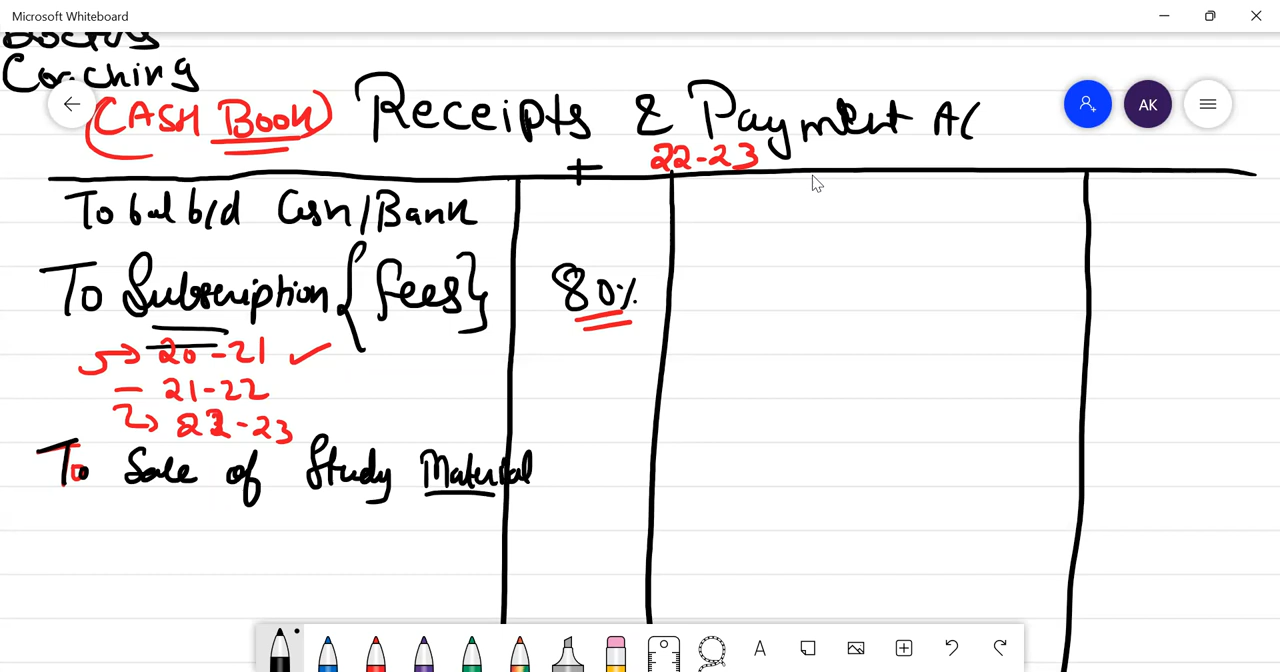 Microsoft Whiteboard
Doctors
Coaching
(CASH BOOK) Receipts & Payment A/C
AK
22-23
+
To bal b/d Cash/Bank
To Subscription {fees} 80%
→ 20-21 ✓
- 21-22
→ 22-23
To Sale of Study Material
A